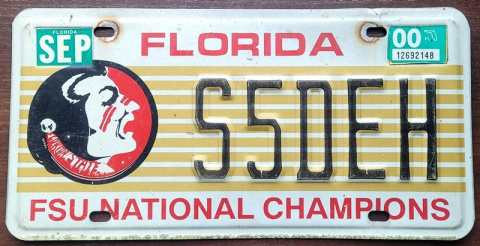 FLORIDA
SEP
00
12692148
S5DEH
FSU NATIONAL CHAMPIONS